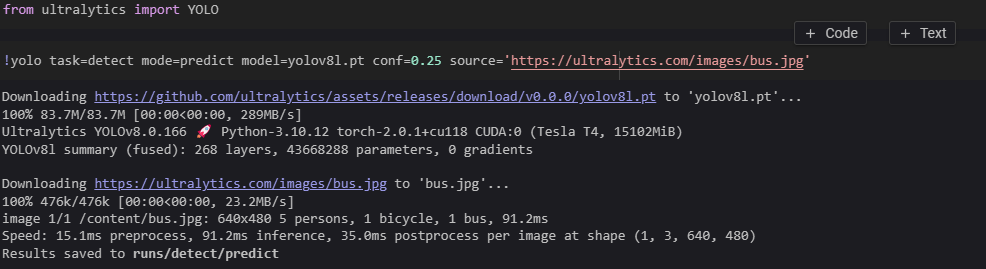 from ultralytics import YOLO
+ Code + Text
!yolo task=detect mode=predict model=yolov8l.pt conf=0.25 source='https://ultralytics.com/images/bus.jpg'
Downloading https://github.com/ultralytics/assets/releases/download/v0.0.0/yolov8l.pt to 'yolov8l.pt'...
100% 83.7M/83.7M [00:00<00:00, 289MB/s]
Ultralytics YOLOv8.0.166 🚀 Python-3.10.12 torch-2.0.1+cu118 CUDA:0 (Tesla T4, 15102MiB)
YOLOv8l summary (fused): 268 layers, 43668288 parameters, 0 gradients
Downloading https://ultralytics.com/images/bus.jpg to 'bus.jpg'...
100% 476k/476k [00:00<00:00, 23.2MB/s]
image 1/1 /content/bus.jpg: 640x480 5 persons, 1 bicycle, 1 bus, 91.2ms
Speed: 15.1ms preprocess, 91.2ms inference, 35.0ms postprocess per image at shape (1, 3, 640, 480)
Results saved to runs/detect/predict